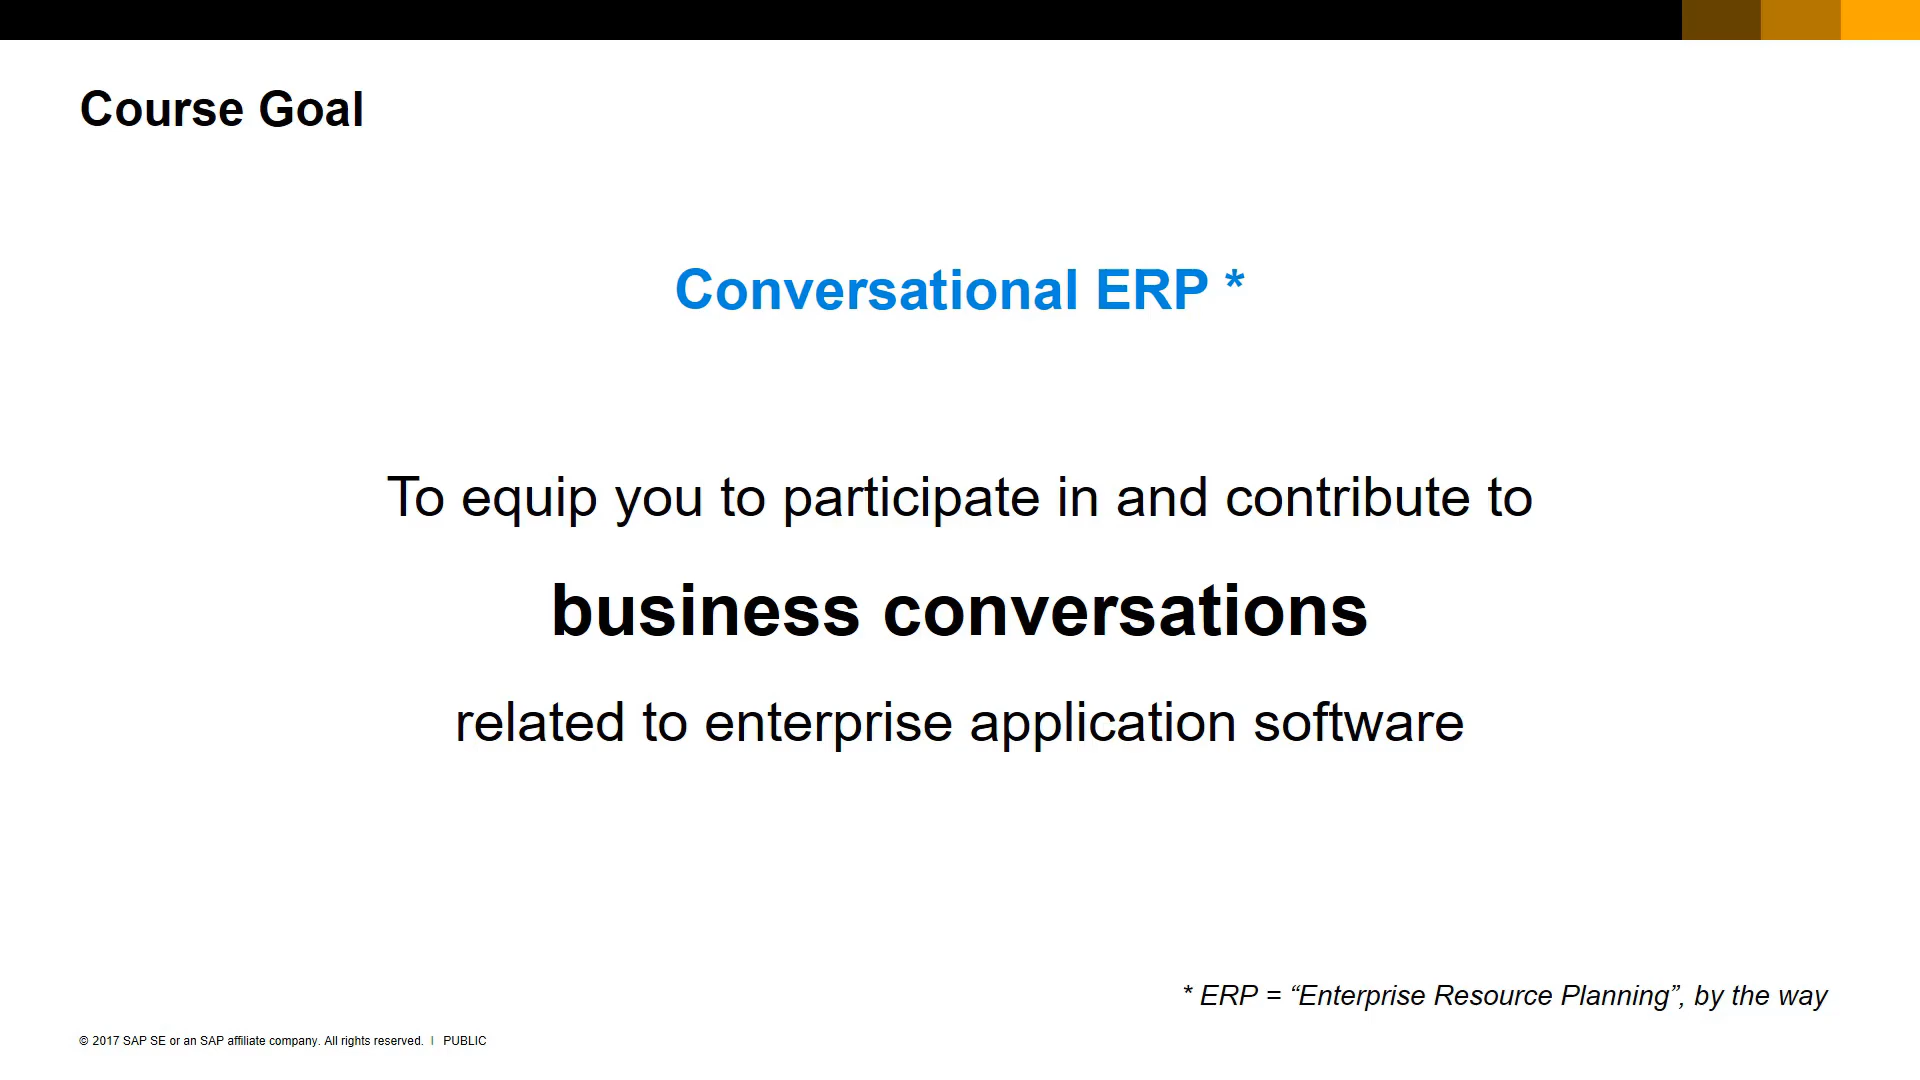 Course Goal
Conversational ERP *
To equip you to participate in and contribute to
business conversations
related to enterprise application software
* ERP = “Enterprise Resource Planning”, by the way
© 2017 SAP SE or an SAP affiliate company. All rights reserved. ǀ PUBLIC